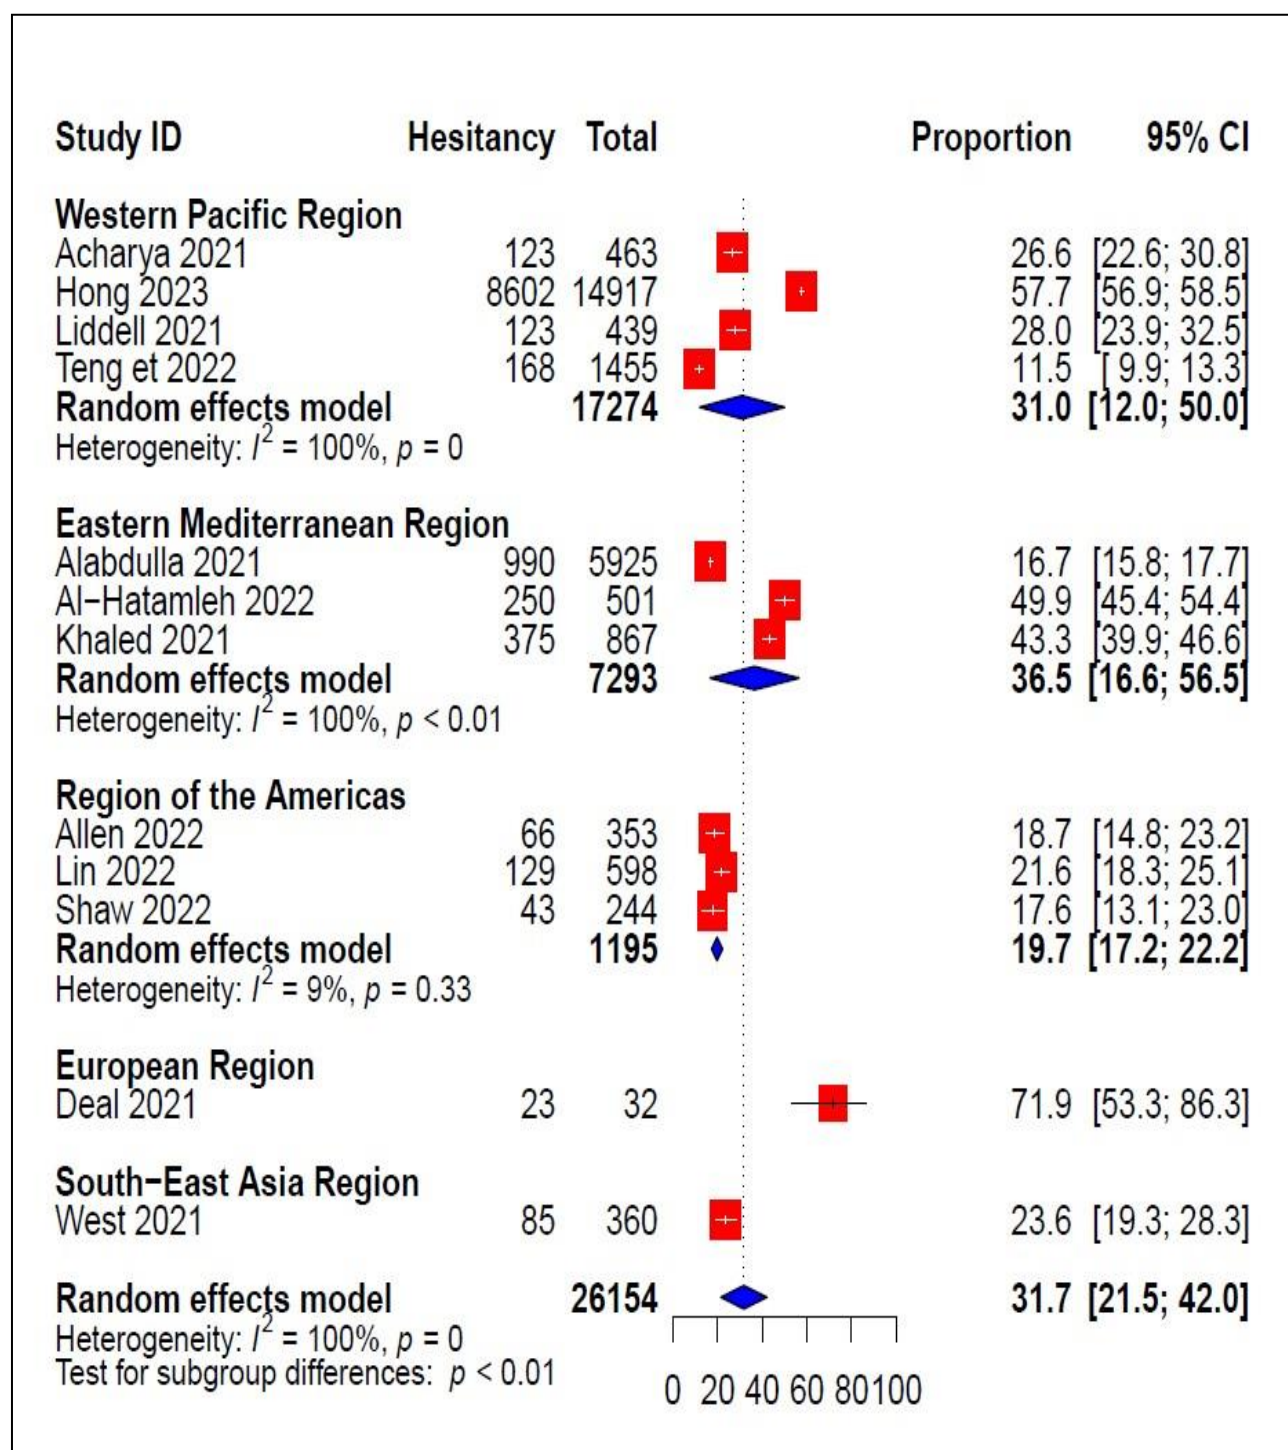 Study ID Hesitancy Total Proportion 95% CI
Western Pacific Region
Acharya 2021 123 463 26.6 [22.6; 30.8]
Hong 2023 8602 14917 57.7 [56.9; 58.5]
Liddell 2021 123 439 28.0 [23.9; 32.5]
Teng et 2022 168 1455 11.5 [ 9.9; 13.3]
Random effects model 17274 31.0 [12.0; 50.0]
Heterogeneity: I² = 100%, p = 0
Eastern Mediterranean Region
Alabdulla 2021 990 5925 16.7 [15.8; 17.7]
Al−Hatamleh 2022 250 501 49.9 [45.4; 54.4]
Khaled 2021 375 867 43.3 [39.9; 46.6]
Random effects model 7293 36.5 [16.6; 56.5]
Heterogeneity: I² = 100%, p < 0.01
Region of the Americas
Allen 2022 66 353 18.7 [14.8; 23.2]
Lin 2022 129 598 21.6 [18.3; 25.1]
Shaw 2022 43 244 17.6 [13.1; 23.0]
Random effects model 1195 19.7 [17.2; 22.2]
Heterogeneity: I² = 9%, p = 0.33
European Region
Deal 2021 23 32 71.9 [53.3; 86.3]
South−East Asia Region
West 2021 85 360 23.6 [19.3; 28.3]
Random effects model 26154 31.7 [21.5; 42.0]
Heterogeneity: I² = 100%, p = 0
Test for subgroup differences: p < 0.01
0 20 40 60 80 100